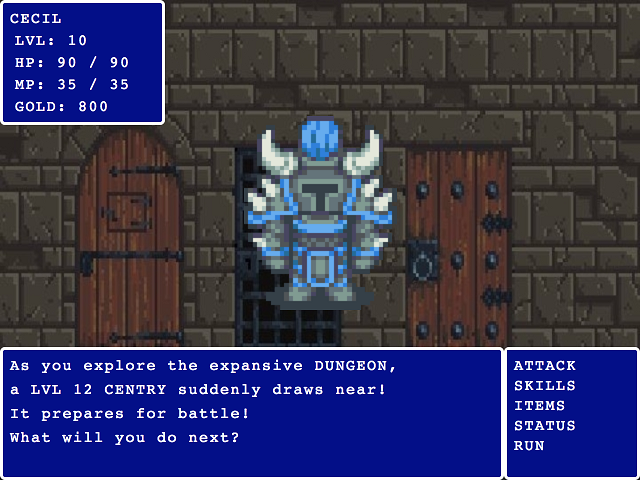 CECIL
LVL: 10
HP: 90 / 90
MP: 35 / 35
GOLD: 800
As you explore the expansive DUNGEON,
a LVL 12 CENTRY suddenly draws near!
It prepares for battle!
What will you do next?
ATTACK
SKILLS
ITEMS
STATUS
RUN